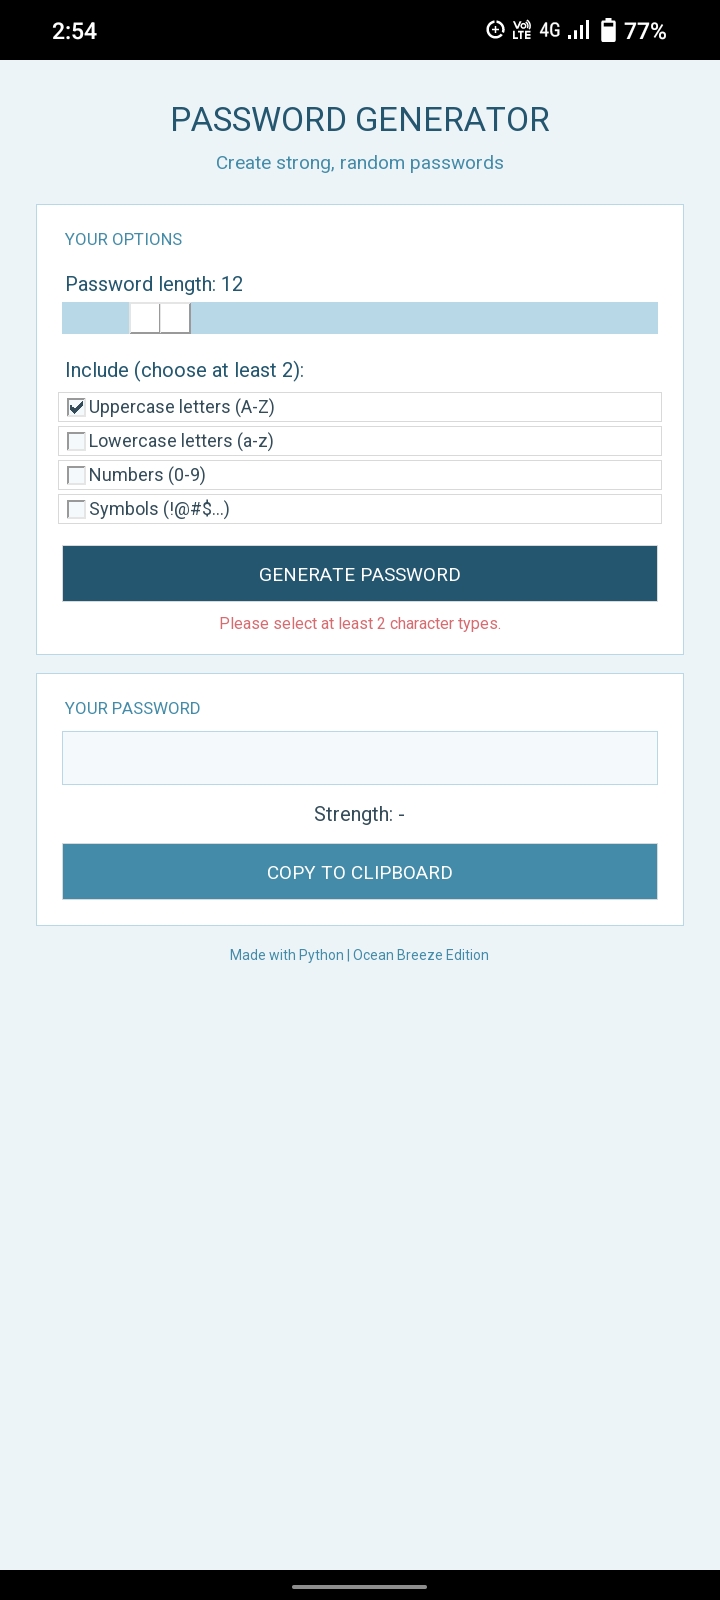 2:54
Vo) LTE 4G 77%
PASSWORD GENERATOR
Create strong, random passwords
YOUR OPTIONS
Password length: 12
Include (choose at least 2):
Uppercase letters (A-Z)
Lowercase letters (a-z)
Numbers (0-9)
Symbols (!@#$...)
GENERATE PASSWORD
Please select at least 2 character types.
YOUR PASSWORD
Strength: -
COPY TO CLIPBOARD
Made with Python | Ocean Breeze Edition